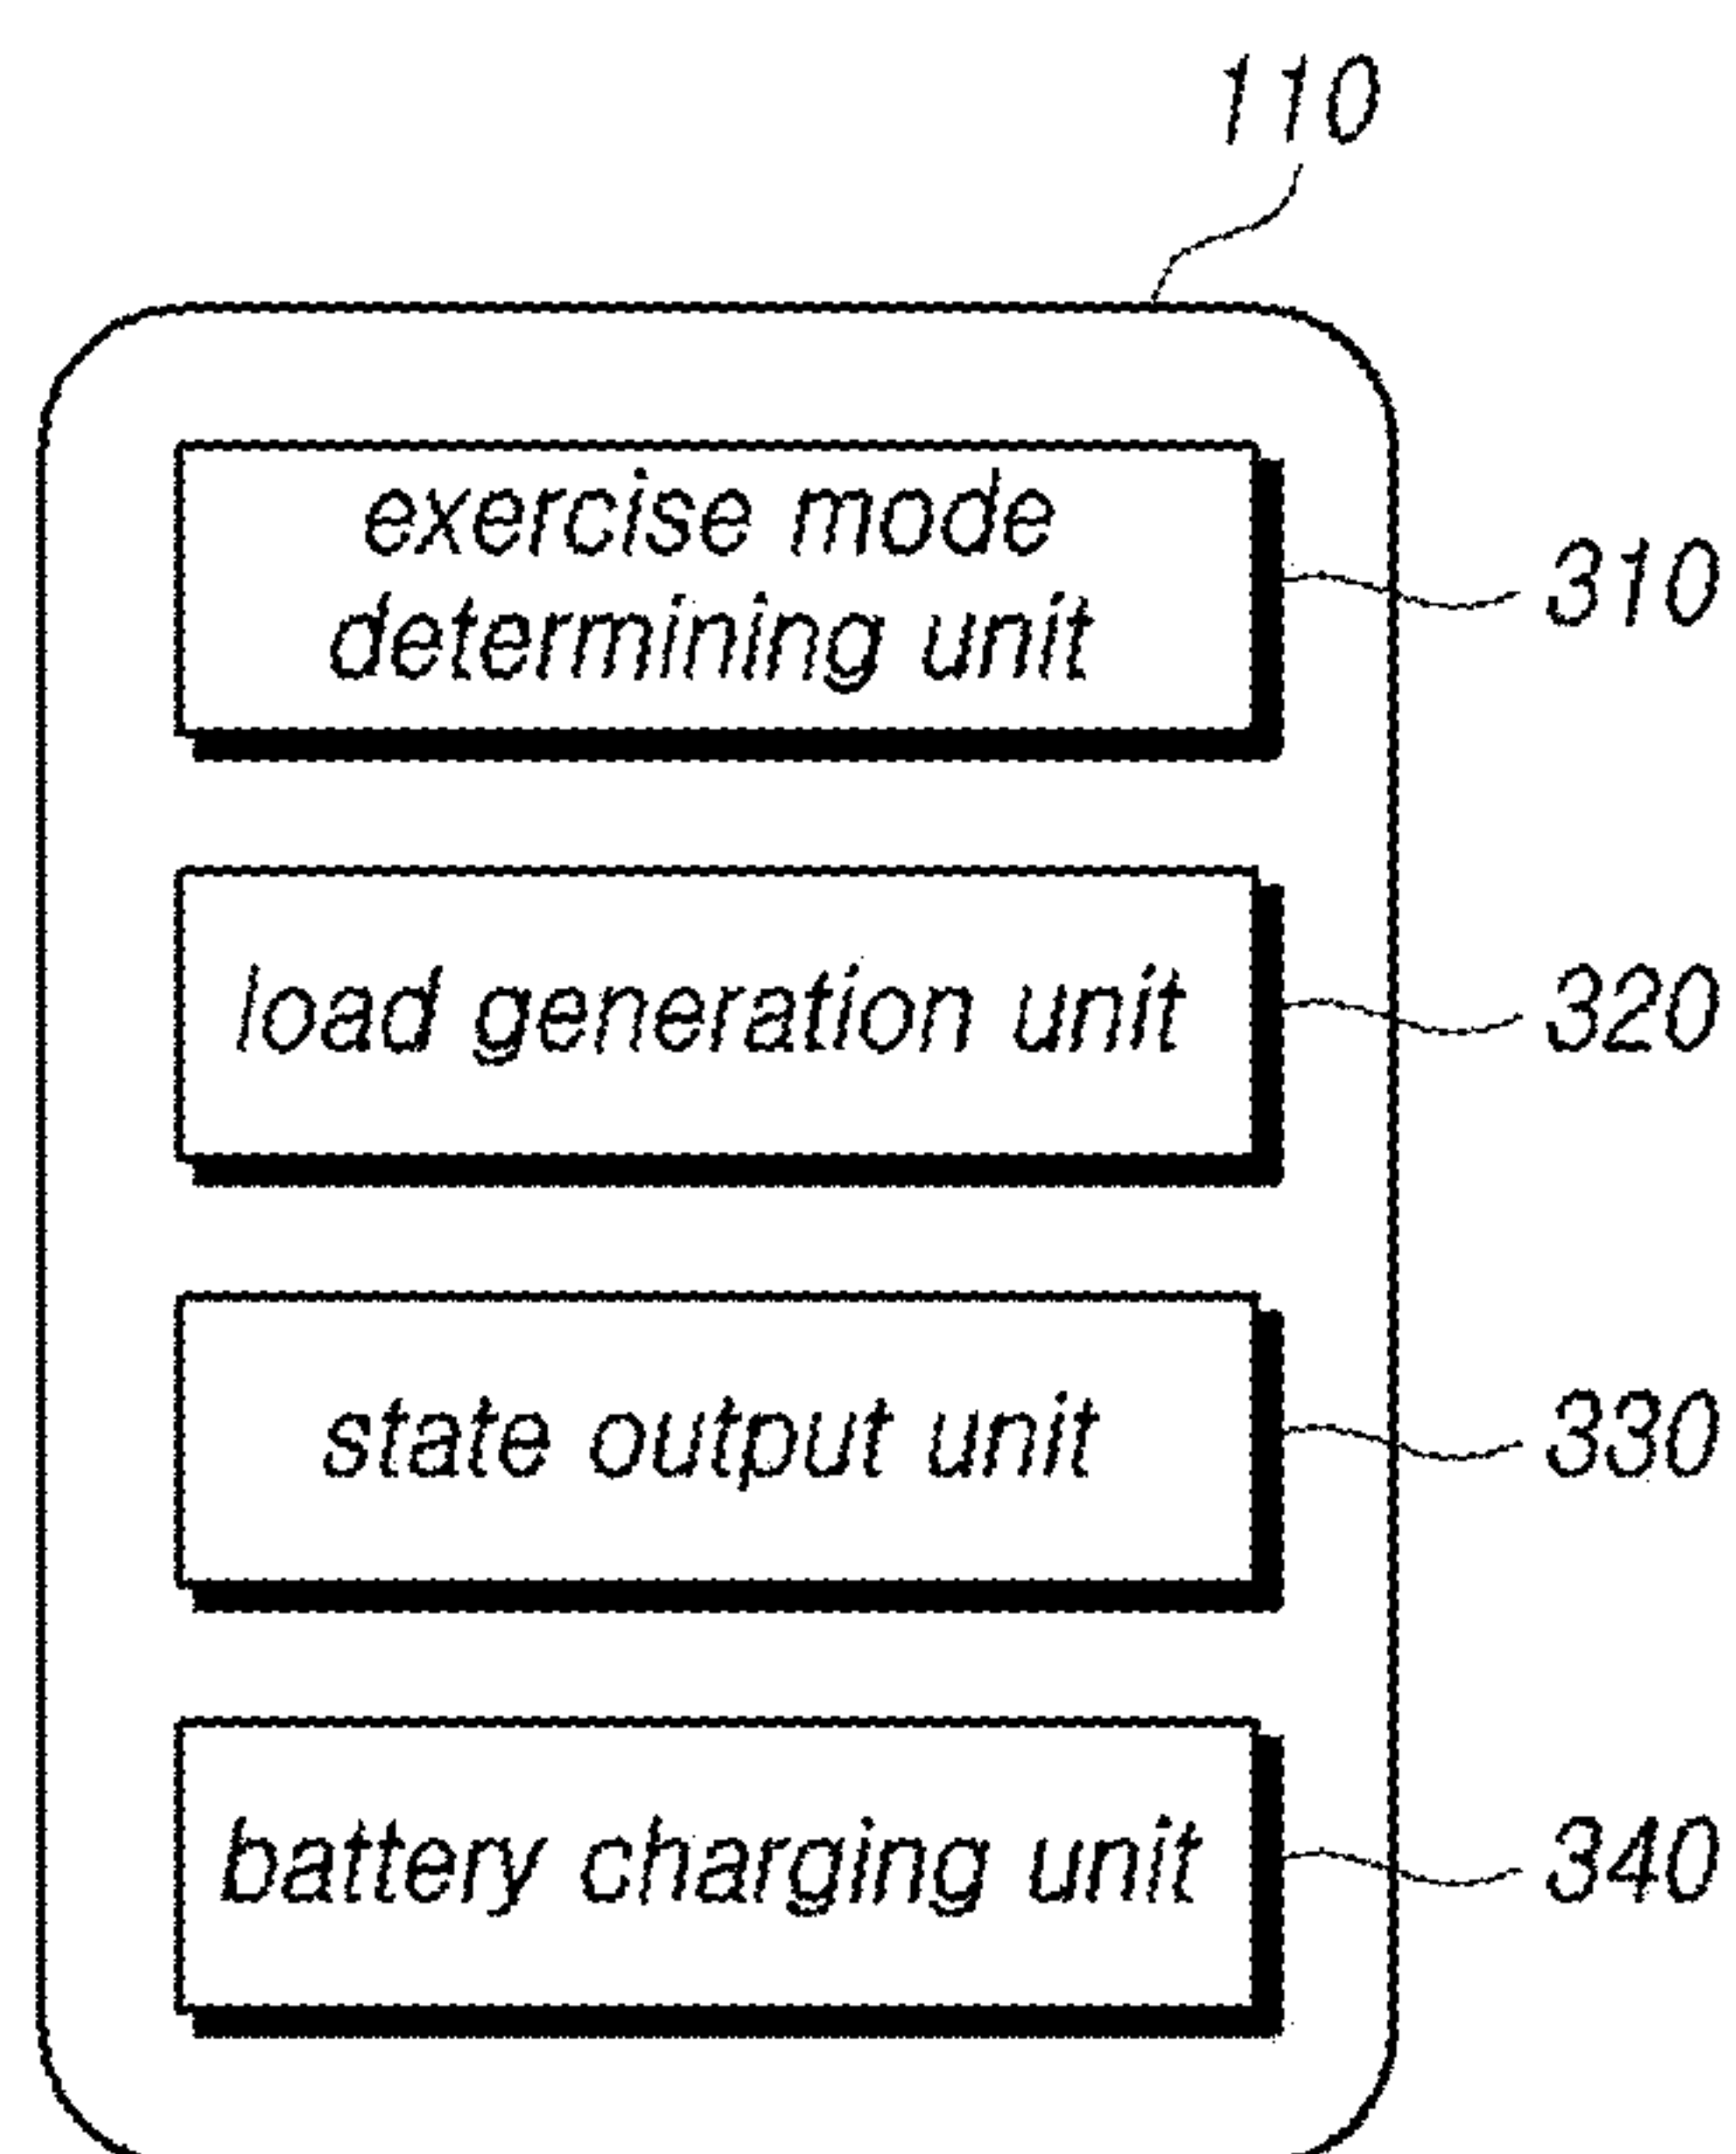 110
exercise mode
determining unit
310
load generation unit
320
state output unit
330
battery charging unit
340